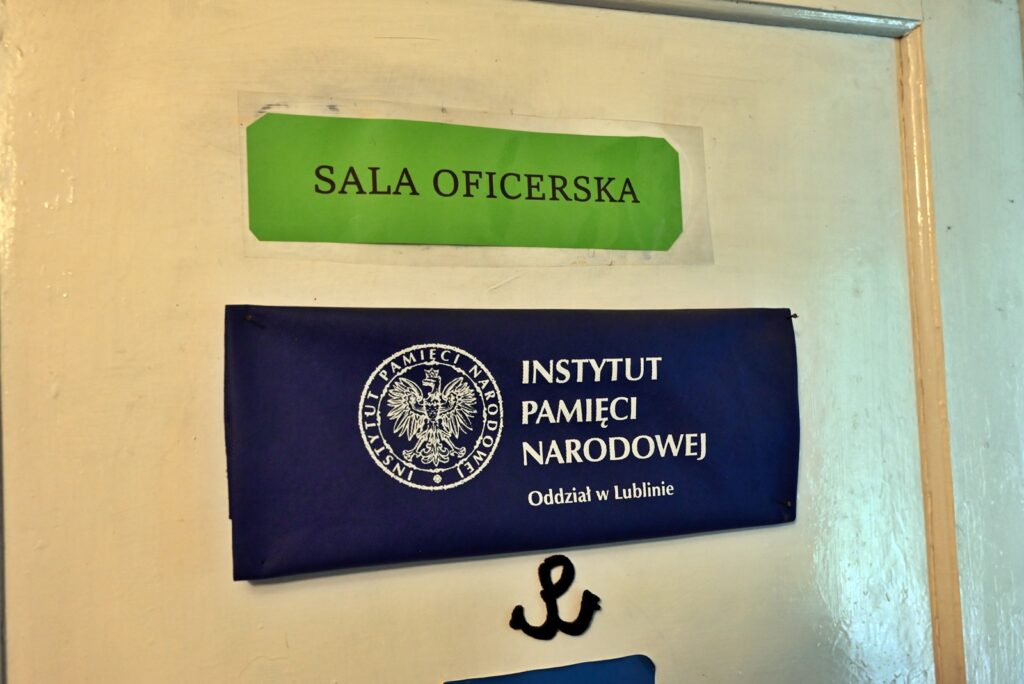 SALA OFICERSKA
INSTYTUT PAMIĘCI NARODOWEJ
INSTYTUT
PAMIĘCI
NARODOWEJ
Oddział w Lublinie